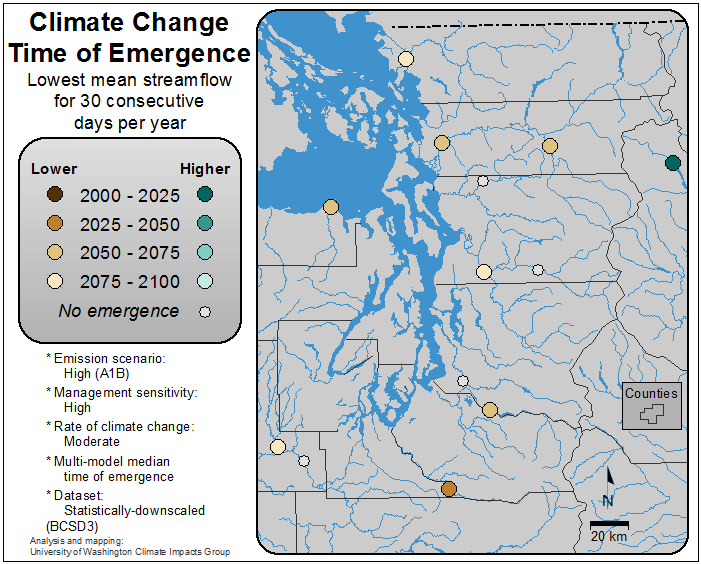 Climate Change
Time of Emergence
Lowest mean streamflow
for 30 consecutive
days per year
Lower Higher
2000 - 2025
2025 - 2050
2050 - 2075
2075 - 2100
No emergence
* Emission scenario:
High (A1B)
* Management sensitivity:
High
* Rate of climate change:
Moderate
* Multi-model median
time of emergence
* Dataset:
Statistically-downscaled
(BCSD3)
Analysis and mapping:
University of Washington Climate Impacts Group
Counties
N
20 km